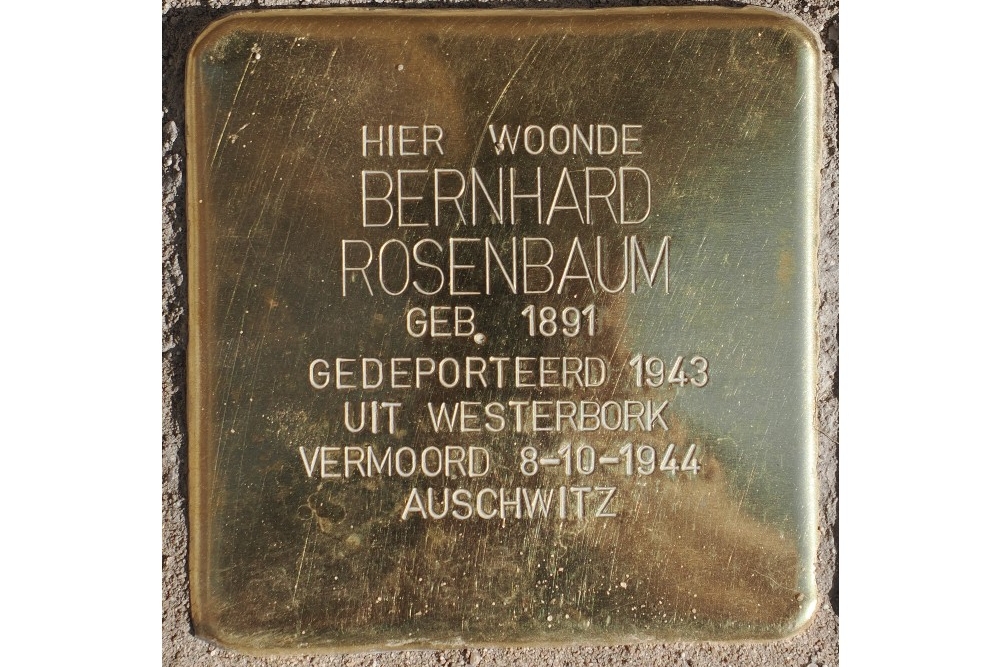 HIER WOONDE
BERNHARD
ROSENBAUM
GEB. 1891
GEDEPORTEERD 1943
UIT WESTERBORK
VERMOORD 8-10-1944
AUSCHWITZ